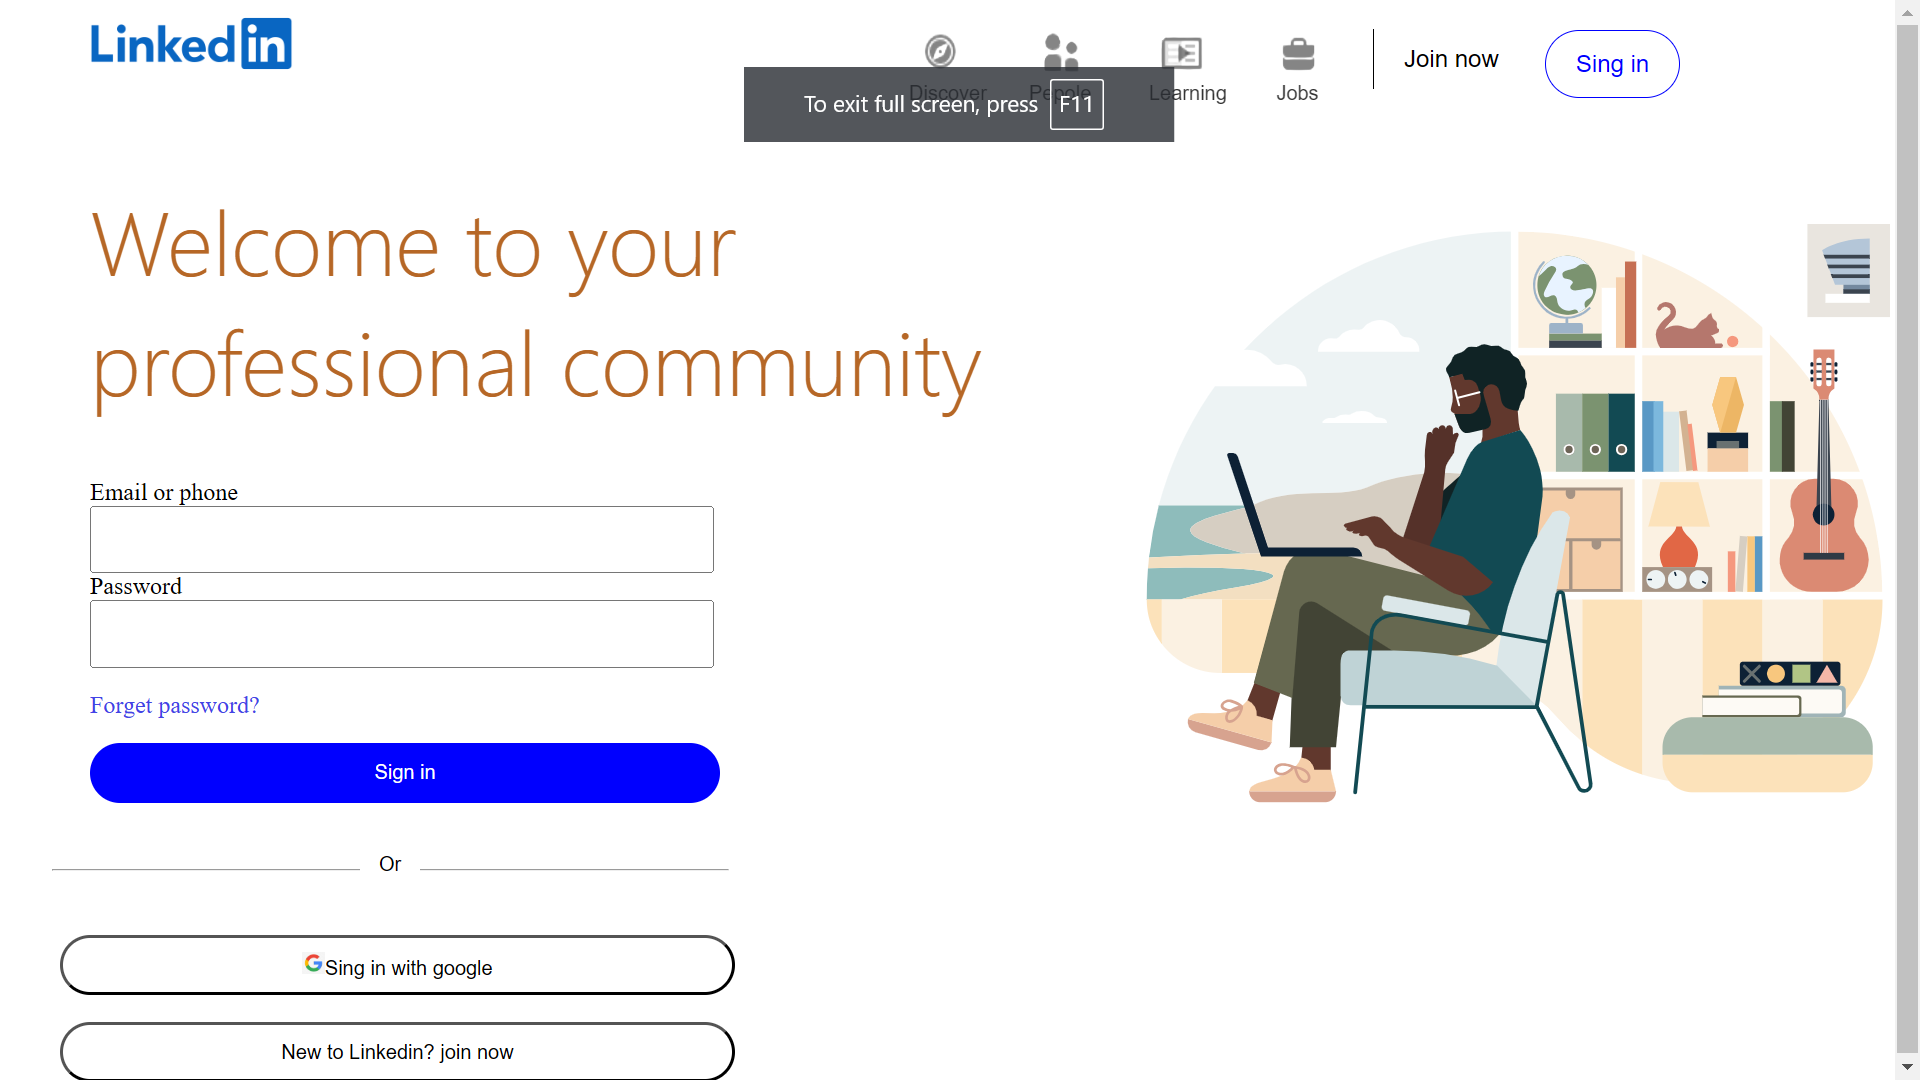 Linkedin
Discover
Pepole
Learning
Jobs
Join now
Sing in
To exit full screen, press F11
Welcome to your
professional community
Email or phone
Password
Forget password?
Sign in
Or
Sing in with google
New to Linkedin? join now